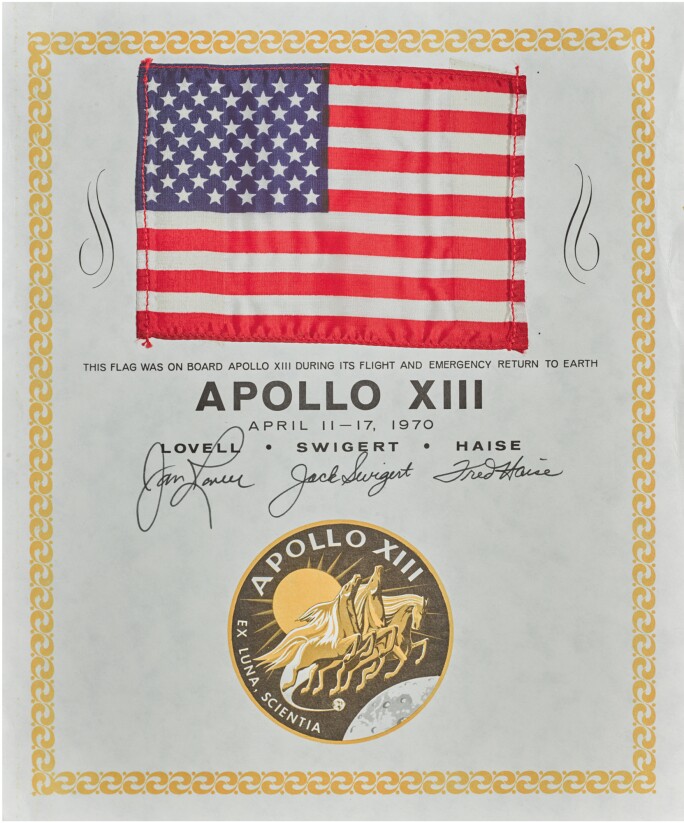 THIS FLAG WAS ON BOARD APOLLO XIII DURING ITS FLIGHT AND EMERGENCY RETURN TO EARTH
APOLLO XIII
APRIL 11–17, 1970
LOVELL • SWIGERT • HAISE
Jim Lovell Jack Swigert Fred Haise
APOLLO XIII
EX LUNA, SCIENTIA